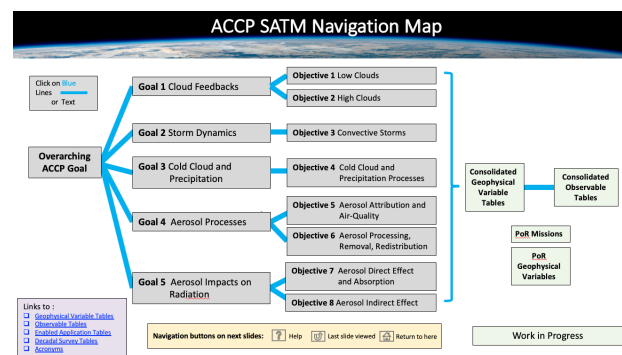 ACCP SATM Navigation Map
Click on Blue
Lines
or Text
Overarching
ACCP Goal
Goal 1 Cloud Feedbacks
Goal 2 Storm Dynamics
Goal 3 Cold Cloud and
Precipitation
Goal 4 Aerosol Processes
Goal 5 Aerosol Impacts on
Radiation
Objective 1 Low Clouds
Objective 2 High Clouds
Objective 3 Convective Storms
Objective 4 Cold Cloud and
Precipitation Processes
Objective 5 Aerosol Attribution and
Air-Quality
Objective 6 Aerosol Processing,
Removal, Redistribution
Objective 7 Aerosol Direct Effect
and Absorption
Objective 8 Aerosol Indirect Effect
Consolidated
Geophysical
Variable
Tables
Consolidated
Observable
Tables
PoR Missions
PoR
Geophysical
Variables
Links to :
Geophysical Variable Tables
Observable Tables
Enabled Application Tables
Decadal Survey Tables
Acronyms
Navigation buttons on next slides: ? Help Last slide viewed Return to here
Work in Progress